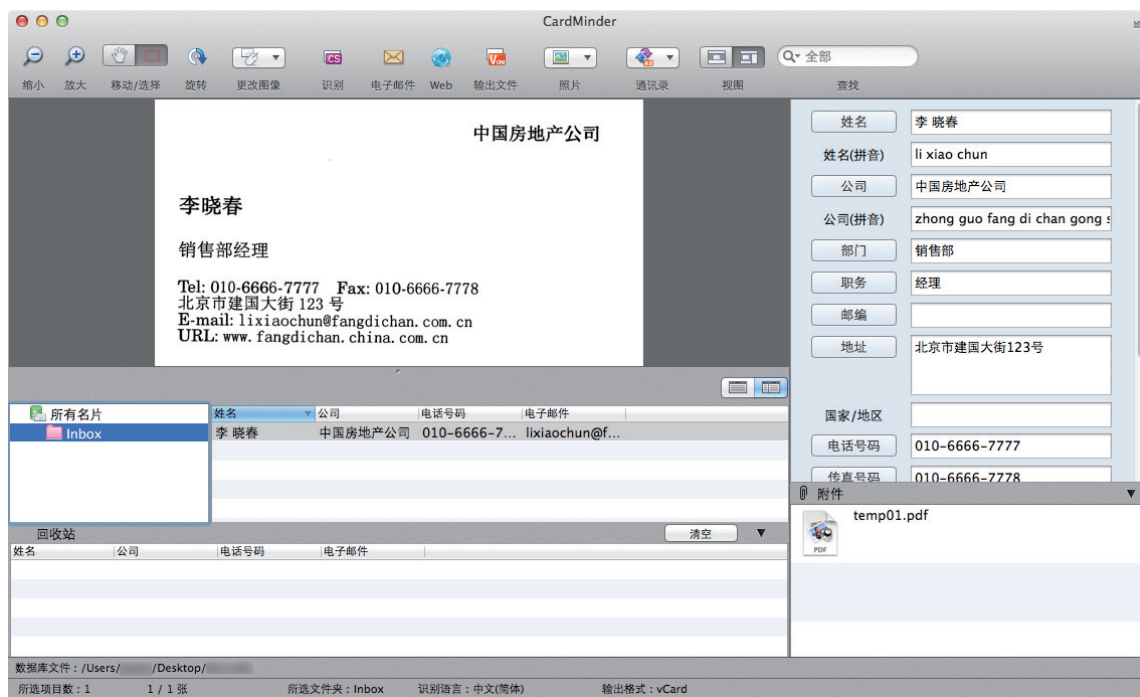 CardMinder
缩小 放大 移动/选择 旋转 更改图像 识别 电子邮件 Web 输出文件 照片 通讯录 视图 查找
全部
中国房地产公司
李晓春
销售部经理
Tel: 010-6666-7777 Fax: 010-6666-7778
北京市建国大街 123 号
E-mail: lixiaochun@fangdichan.com.cn
URL: www.fangdichan.china.com.cn
姓名 李 晓春
姓名(拼音) li xiao chun
公司 中国房地产公司
公司(拼音) zhong guo fang di chan gong s
部门 销售部
职务 经理
邮编
地址 北京市建国大街123号
国家/地区
电话号码 010-6666-7777
传真号码 010-6666-7778
所有名片
Inbox
姓名 公司 电话号码 电子邮件
李 晓春 中国房地产公司 010-6666-7... lixiaochun@f...
附件
temp01.pdf
PDF
回收站 清空
姓名 公司 电话号码 电子邮件
数据库文件：/Users/ /Desktop/
所选项目数：1 1 / 1 张 所选文件夹：Inbox 识别语言：中文(简体) 输出格式：vCard